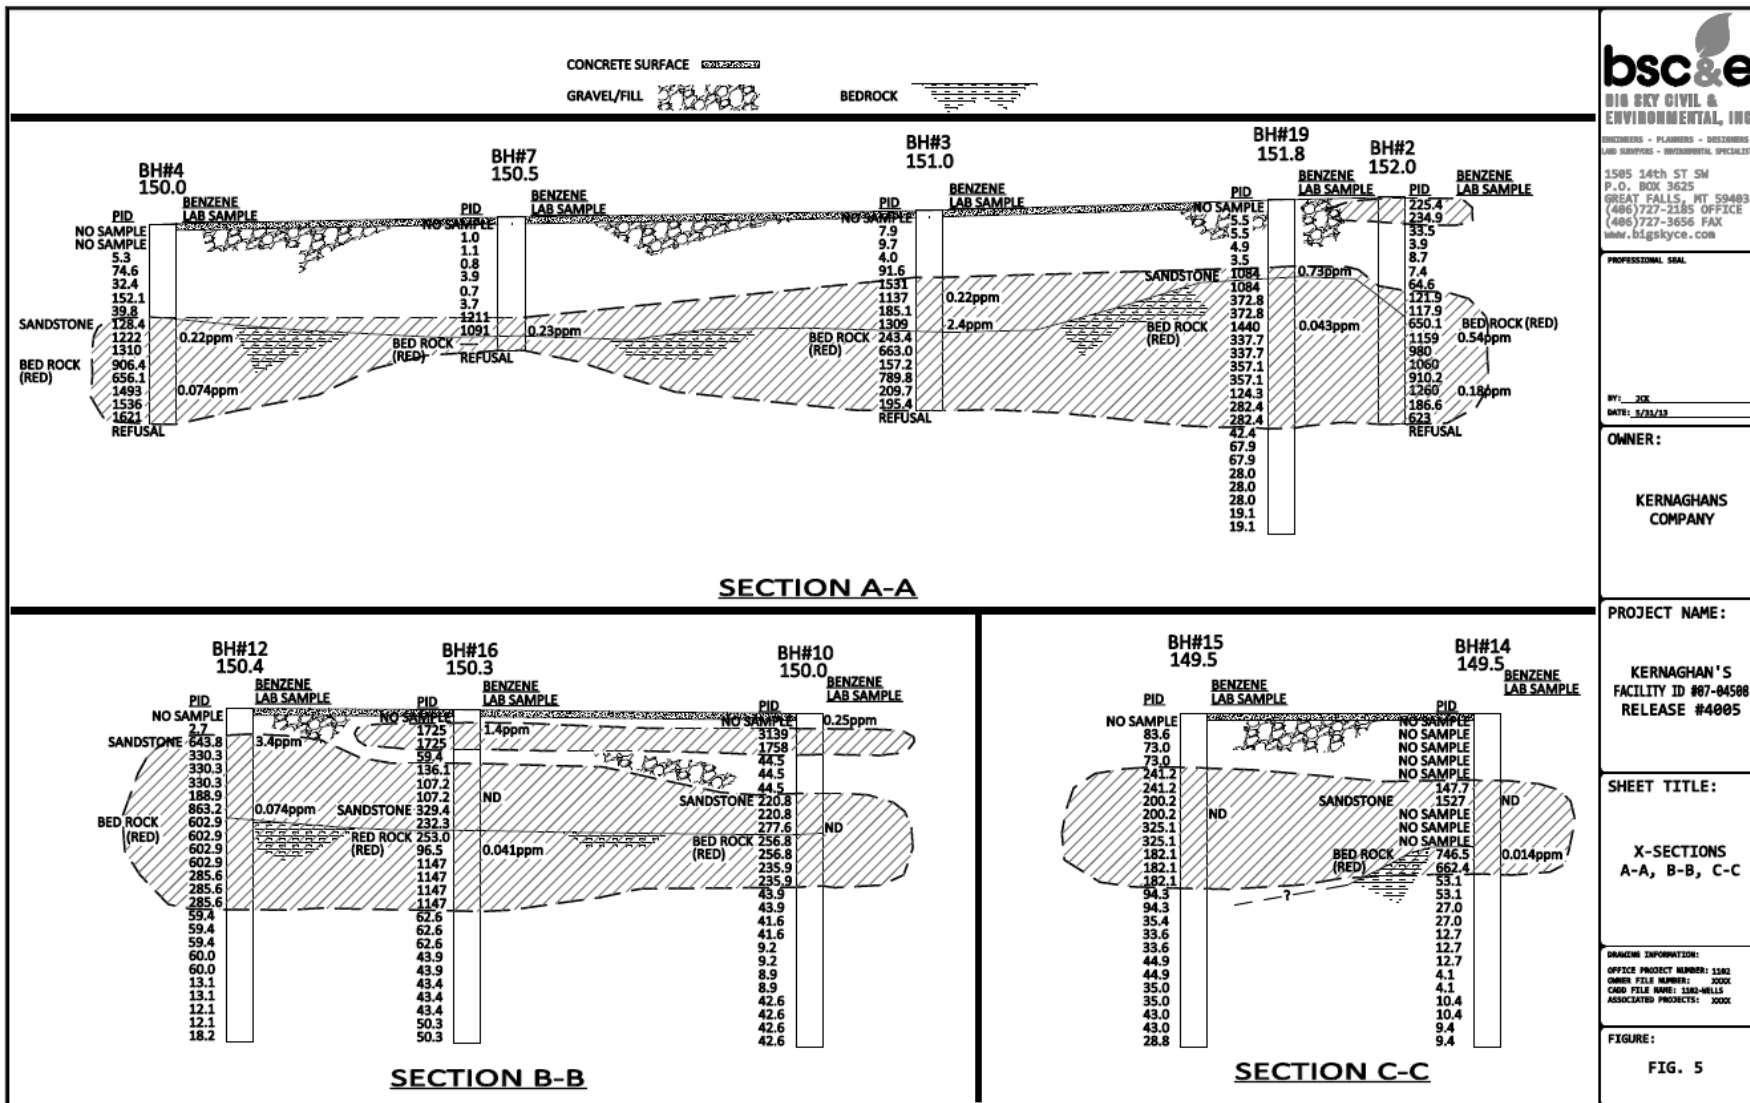 CONCRETE SURFACE
GRAVEL/FILL
BEDROCK
BH#4
150.0
PID
BENZENE
LAB SAMPLE
NO SAMPLE
NO SAMPLE
5.3
74.6
32.4
152.1
39.8
SANDSTONE 128.4
1222 0.22ppm
1310
BED ROCK
(RED)
906.4
656.1
1493 0.074ppm
1536
1621
REFUSAL
BH#7
150.5
PID
BENZENE
LAB SAMPLE
NO SAMPLE
1.0
1.1
0.8
3.9
0.7
3.7
1211
1091 0.23ppm
BED ROCK
(RED)
REFUSAL
BH#3
151.0
PID
BENZENE
LAB SAMPLE
NO SAMPLE
7.9
9.7
4.0
91.6
1531
1137 0.22ppm
185.1
1309 2.4ppm
BED ROCK
(RED)
243.4
663.0
157.2
789.8
209.7
195.4
REFUSAL
BH#19
151.8
PID
BENZENE
LAB SAMPLE
NO SAMPLE
5.5
5.5
4.9
3.5
SANDSTONE 1084 0.73ppm
1084
372.8
372.8
BED ROCK
(RED)
1440 0.043ppm
337.7
337.7
357.1
357.1
124.3
282.4
282.4
42.4
67.9
67.9
28.0
28.0
28.0
19.1
19.1
BH#2
152.0
PID
BENZENE
LAB SAMPLE
225.4
234.9
33.5
3.9
8.7
7.4
64.6
121.9
117.9
650.1 BED ROCK (RED)
1159 0.54ppm
980
1060
910.2
1260 0.18ppm
186.6
623
REFUSAL
SECTION A-A
BH#12
150.4
PID
BENZENE
LAB SAMPLE
NO SAMPLE
2.7
SANDSTONE 643.8 3.4ppm
330.3
330.3
330.3
188.9
863.2 0.074ppm
BED ROCK
(RED)
602.9
602.9
602.9
602.9
285.6
285.6
285.6
59.4
59.4
59.4
60.0
60.0
13.1
13.1
12.1
12.1
18.2
BH#16
150.3
PID
BENZENE
LAB SAMPLE
NO SAMPLE
1725 1.4ppm
1725
59.4
136.1
107.2
107.2 ND
SANDSTONE 329.4
232.3
RED ROCK
(RED)
253.0
96.5 0.041ppm
1147
1147
1147
1147
62.6
62.6
62.6
43.9
43.9
43.4
43.4
43.4
50.3
50.3
BH#10
150.0
PID
BENZENE
LAB SAMPLE
NO SAMPLE 0.25ppm
3139
1758
44.5
44.5
44.5
SANDSTONE 220.8
220.8
277.6 ND
BED ROCK
(RED)
256.8
256.8
235.9
235.9
43.9
43.9
41.6
41.6
9.2
9.2
8.9
8.9
42.6
42.6
42.6
42.6
SECTION B-B
BH#15
149.5
PID
BENZENE
LAB SAMPLE
NO SAMPLE
83.6
73.0
73.0
241.2
241.2
200.2
200.2 ND
325.1
325.1
182.1
182.1
182.1
94.3
94.3
35.4
33.6
33.6
44.9
44.9
35.0
35.0
43.0
43.0
28.8
?
BH#14
149.5
PID
BENZENE
LAB SAMPLE
NO SAMPLE
NO SAMPLE
NO SAMPLE
NO SAMPLE
NO SAMPLE
147.7
SANDSTONE 1527 ND
NO SAMPLE
NO SAMPLE
NO SAMPLE
BED ROCK
(RED)
746.5 0.014ppm
662.4
53.1
53.1
27.0
27.0
12.7
12.7
12.7
4.1
4.1
10.4
10.4
9.4
9.4
SECTION C-C
bsc&e
BIG SKY CIVIL &
ENVIRONMENTAL, INC
ENGINEERS - PLANNERS - DESIGNERS
LAND SURVEYORS - ENVIRONMENTAL SPECIALIST
1505 14th ST SW
P.O. BOX 3625
GREAT FALLS, MT 59403
(406)727-2185 OFFICE
(406)727-3656 FAX
www.bigskyce.com
PROFESSIONAL SEAL
BY: JCK
DATE: 5/31/13
OWNER:
KERNAGHANS
COMPANY
PROJECT NAME:
KERNAGHAN'S
FACILITY ID #07-04508
RELEASE #4005
SHEET TITLE:
X-SECTIONS
A-A, B-B, C-C
DRAWING INFORMATION:
OFFICE PROJECT NUMBER: 1102
OWNER FILE NUMBER: XXXX
CADD FILE NAME: 1102-WELLS
ASSOCIATED PROJECTS: XXXX
FIGURE:
FIG. 5